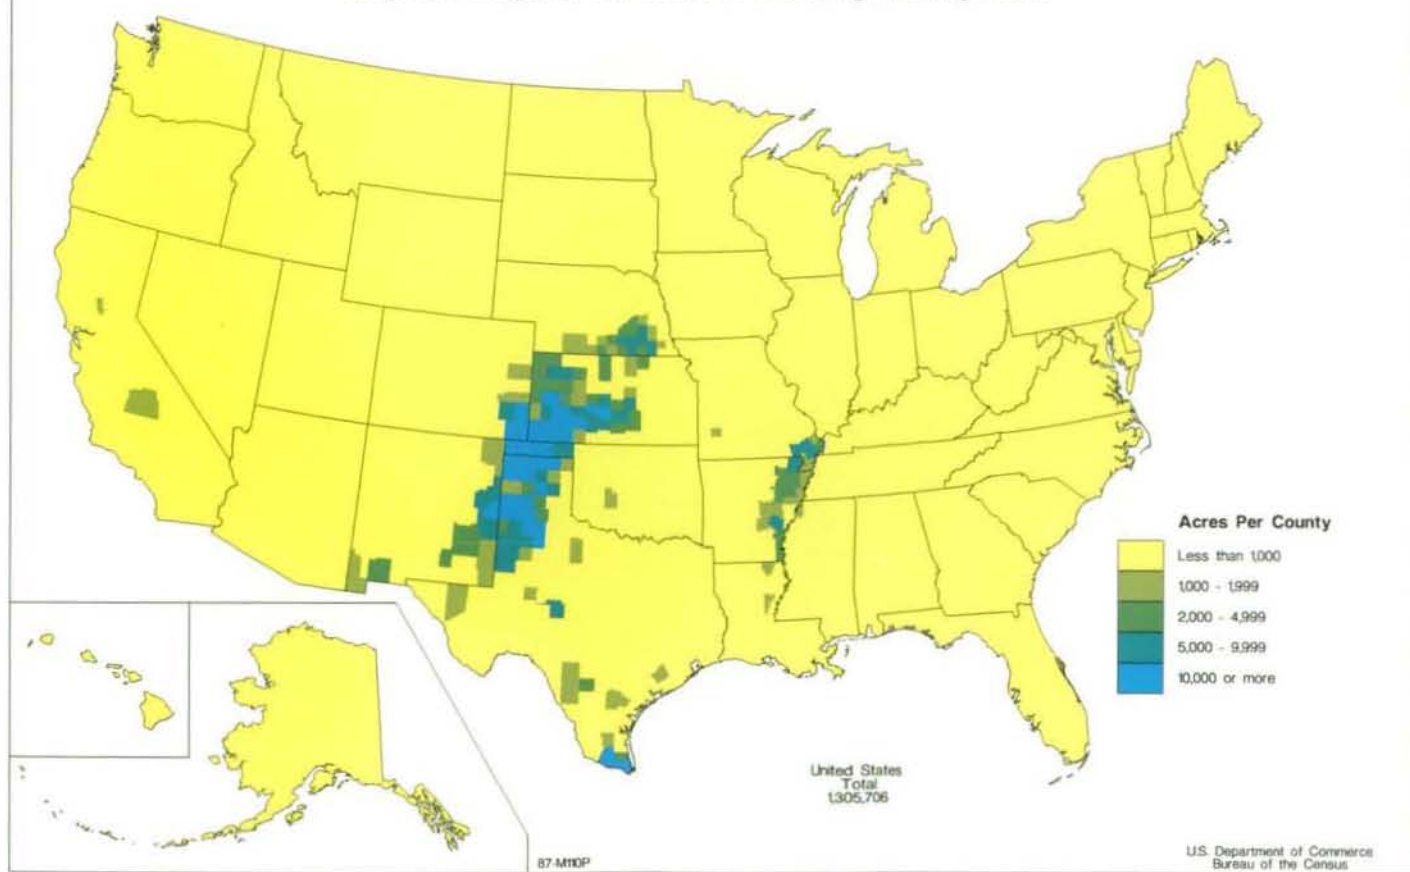 Acres Per County
Less than 1,000
1,000 - 1,999
2,000 - 4,999
5,000 - 9,999
10,000 or more
United States
Total
1,305,706
87-M110P
U.S. Department of Commerce
Bureau of the Census